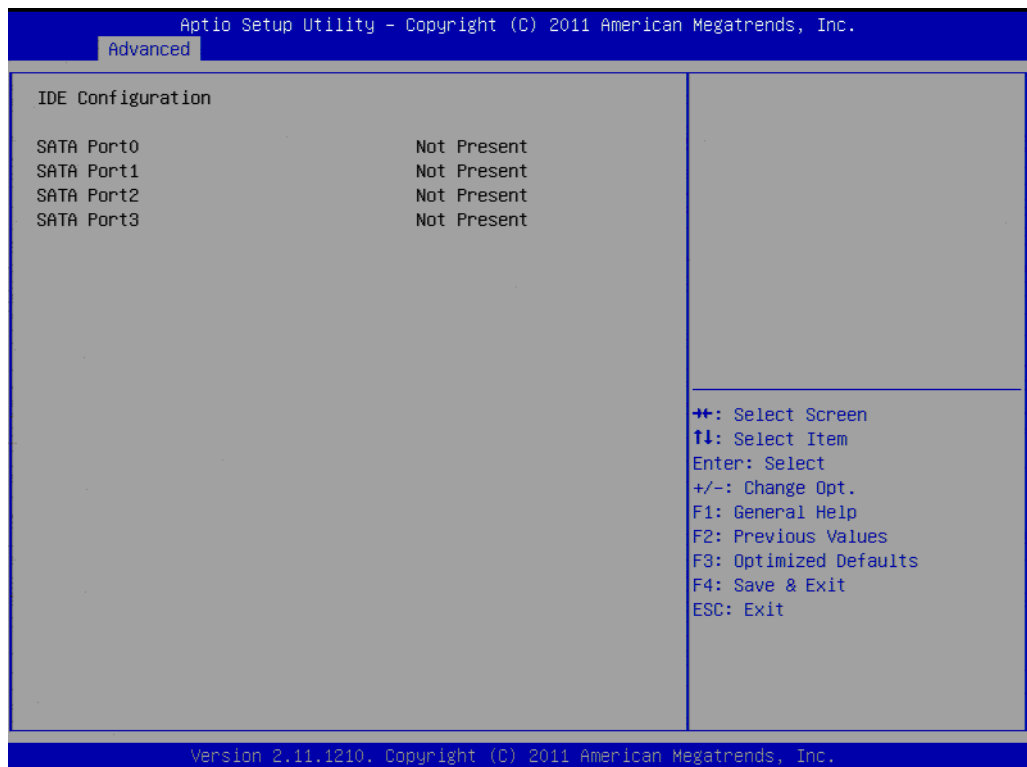 Aptio Setup Utility – Copyright (C) 2011 American Megatrends, Inc.
Advanced
IDE Configuration
SATA Port0 Not Present
SATA Port1 Not Present
SATA Port2 Not Present
SATA Port3 Not Present
→←: Select Screen
↑↓: Select Item
Enter: Select
+/-: Change Opt.
F1: General Help
F2: Previous Values
F3: Optimized Defaults
F4: Save & Exit
ESC: Exit
Version 2.11.1210. Copyright (C) 2011 American Megatrends, Inc.